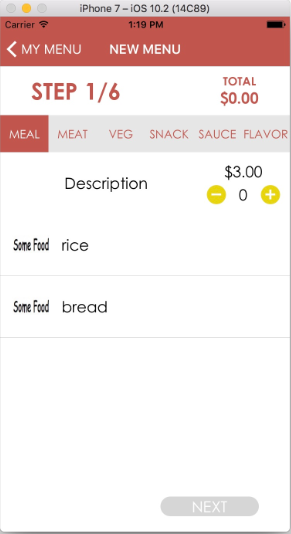 iPhone 7 – iOS 10.2 (14C89)
Carrier 1:19 PM
MY MENU NEW MENU
STEP 1/6
TOTAL
$0.00
MEAL MEAT VEG SNACK SAUCE FLAVOR
Description
$3.00
0
Some Food rice
Some Food bread
NEXT